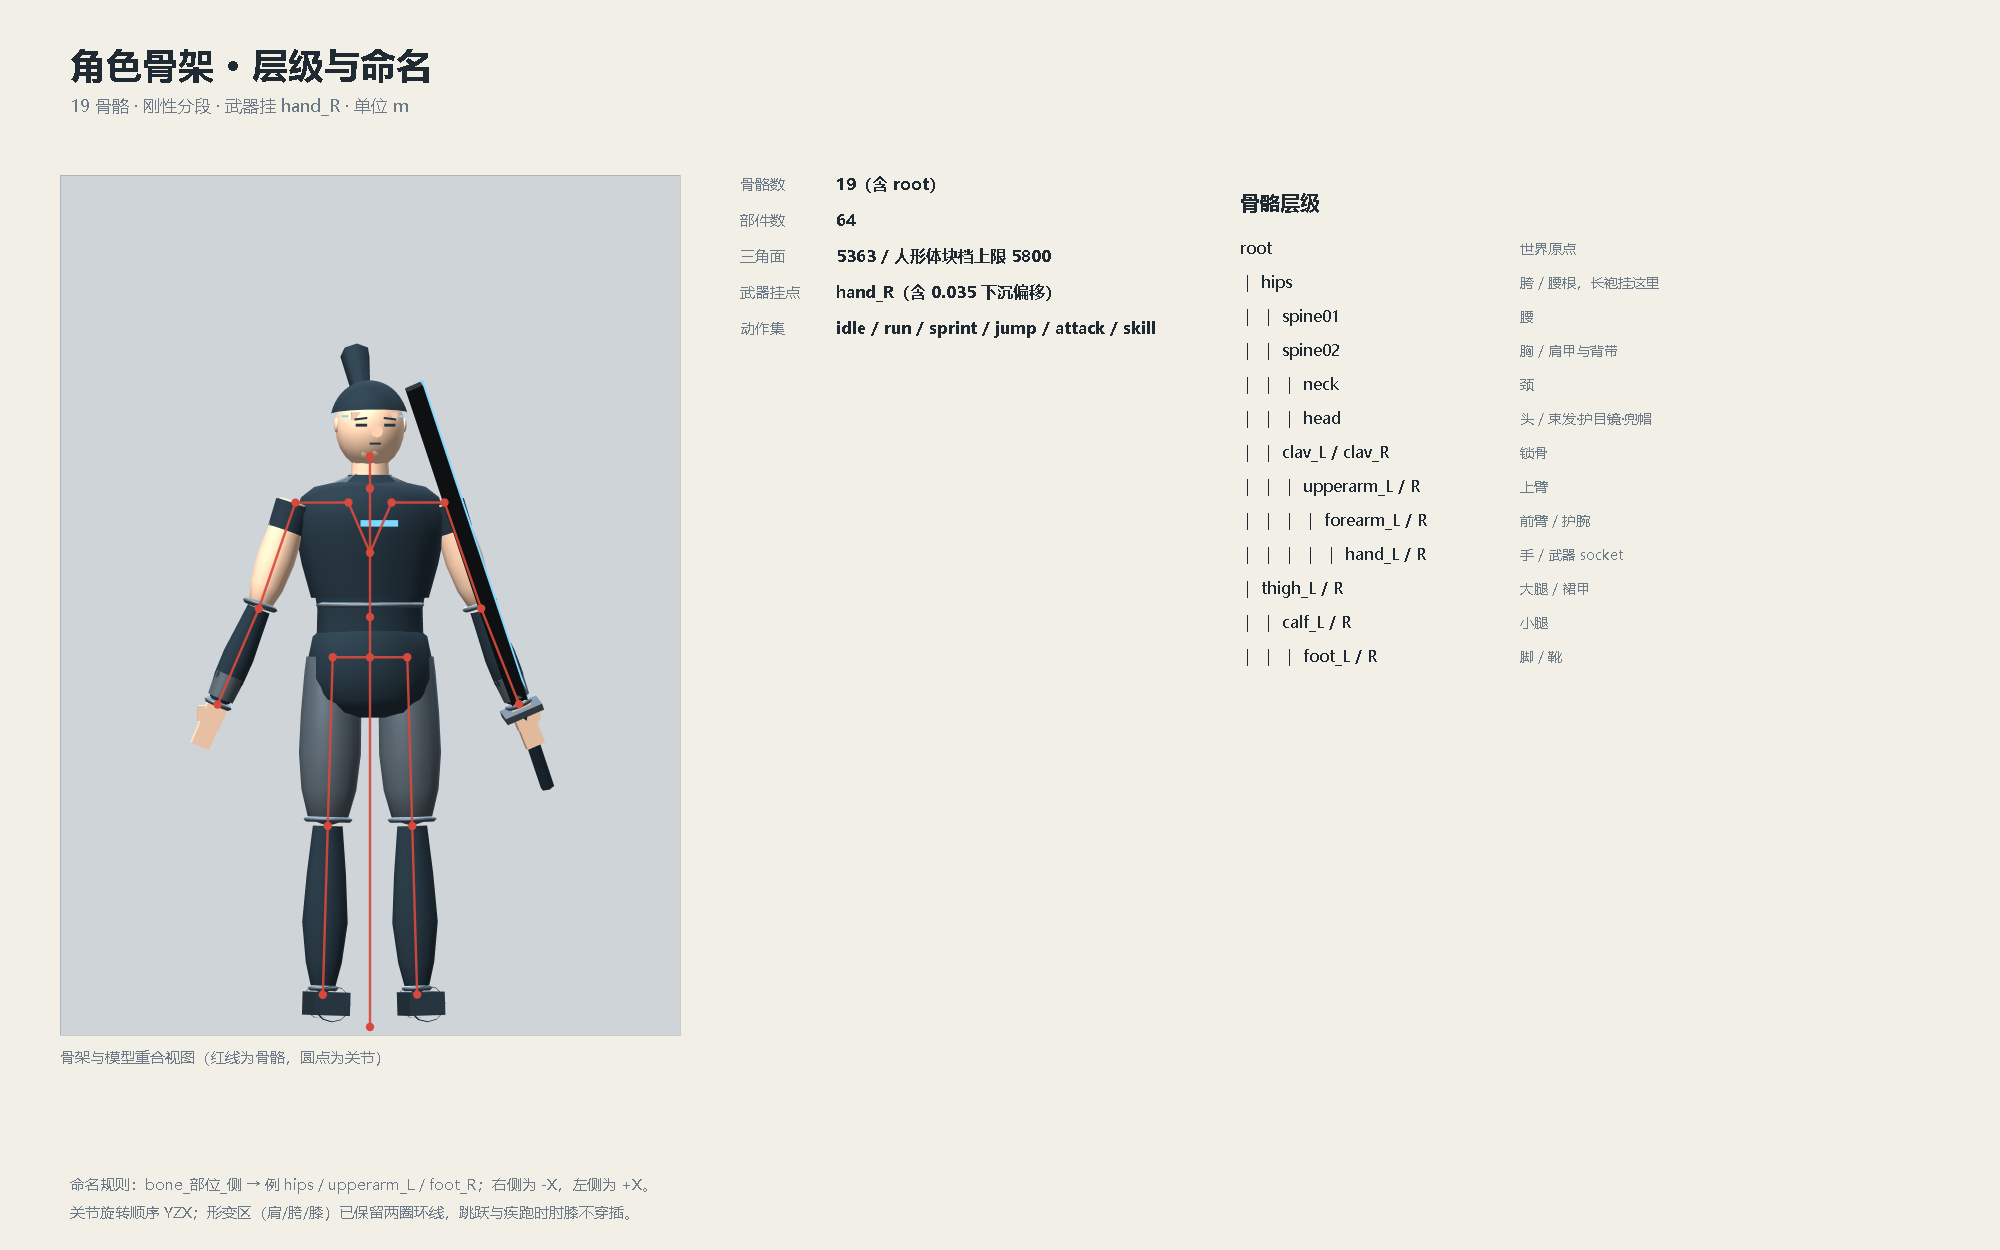 角色骨架 · 层级与命名
19 骨骼 · 刚性分段 · 武器挂 hand_R · 单位 m
骨骼数 19（含 root）
部件数 64
三角面 5363 / 人形体块档上限 5800
武器挂点 hand_R（含 0.035 下沉偏移）
动作集 idle / run / sprint / jump / attack / skill
骨骼层级
root 世界原点
| hips 胯 / 腰根，长袍挂这里
| | spine01 腰
| | spine02 胸 / 肩甲与背带
| | | neck 颈
| | | head 头 / 束发·护目镜·兜帽
| | clav_L / clav_R 锁骨
| | | upperarm_L / R 上臂
| | | | forearm_L / R 前臂 / 护腕
| | | | | hand_L / R 手 / 武器 socket
| thigh_L / R 大腿 / 裙甲
| | calf_L / R 小腿
| | | foot_L / R 脚 / 靴
骨架与模型重合视图（红线为骨骼，圆点为关节）
命名规则：bone_部位_侧 → 例 hips / upperarm_L / foot_R；右侧为 -X，左侧为 +X。
关节旋转顺序 YZX；形变区（肩/胯/膝）已保留两圈环线，跳跃与疾跑时肘膝不穿插。